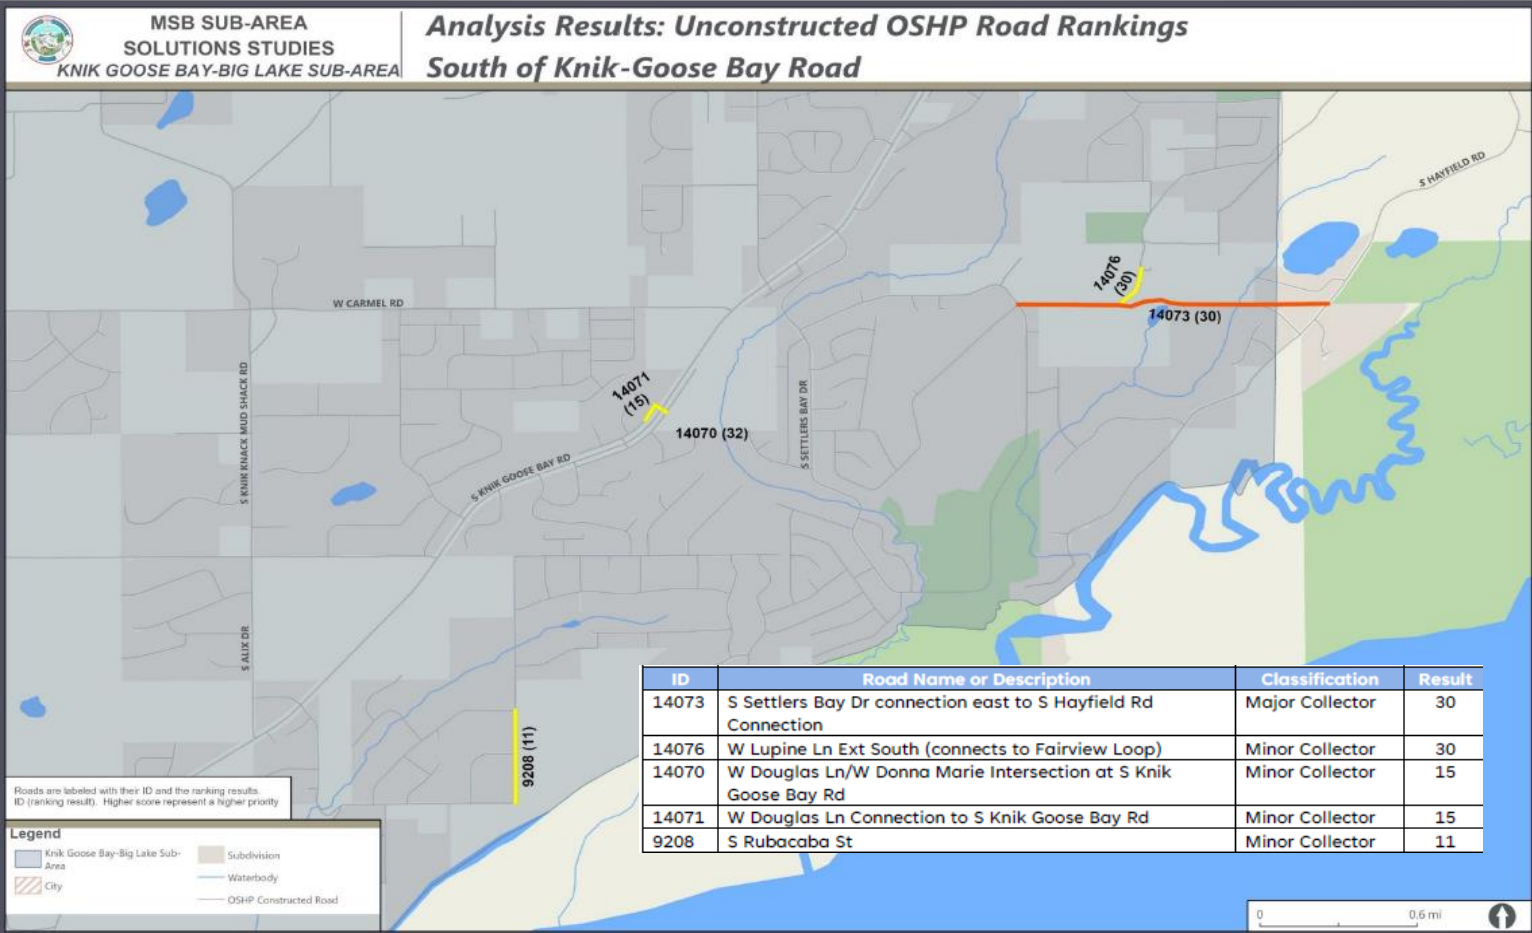 MSB SUB-AREA
SOLUTIONS STUDIES
KNIK GOOSE BAY-BIG LAKE SUB-AREA
Analysis Results: Unconstructed OSHP Road Rankings
South of Knik-Goose Bay Road
S HAYFIELD RD
14076
(30)
W CARMEL RD
14073 (30)
S KNIK KNACK MUD SHACK RD
14071
(15)
S SETTLERS BAY DR
14070 (32)
S KNIK GOOSE BAY RD
S ALIX DR
9208 (11)
ID Road Name or Description Classification Result
14073 S Settlers Bay Dr connection east to S Hayfield Rd Major Collector 30
Connection
14076 W Lupine Ln Ext South (connects to Fairview Loop) Minor Collector 30
14070 W Douglas Ln/W Donna Marie Intersection at S Knik Minor Collector 15
Goose Bay Rd
14071 W Douglas Ln Connection to S Knik Goose Bay Rd Minor Collector 15
9208 S Rubacaba St Minor Collector 11
Roads are labeled with their ID and the ranking results.
ID (ranking result). Higher score represent a higher priority
Legend
Knik Goose Bay-Big Lake Sub-
Area
City
Subdivision
Waterbody
OSHP Constructed Road
0 0.6 mi